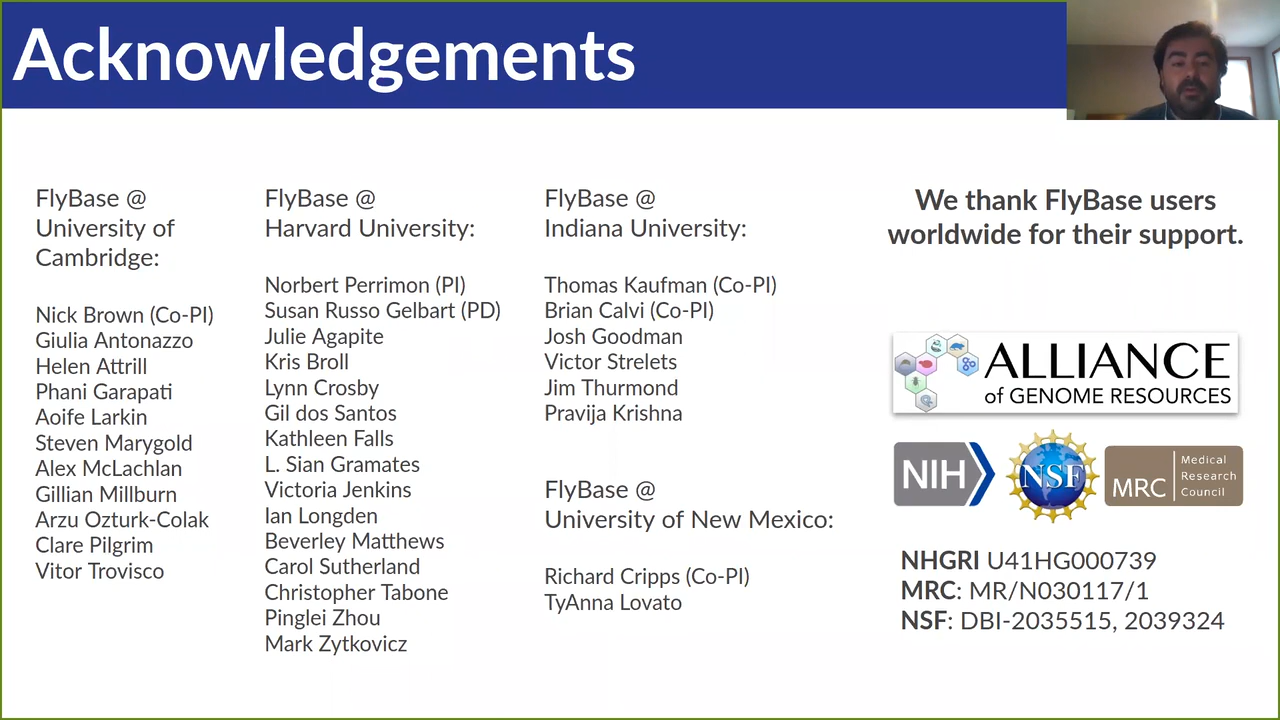 Acknowledgements
FlyBase @
University of
Cambridge:
Nick Brown (Co-PI)
Giulia Antonazzo
Helen Attrill
Phani Garapati
Aoife Larkin
Steven Marygold
Alex McLachlan
Gillian Millburn
Arzu Ozturk-Colak
Clare Pilgrim
Vitor Trovisco
FlyBase @
Harvard University:
Norbert Perrimon (PI)
Susan Russo Gelbart (PD)
Julie Agapite
Kris Broll
Lynn Crosby
Gil dos Santos
Kathleen Falls
L. Sian Gramates
Victoria Jenkins
Ian Longden
Beverley Matthews
Carol Sutherland
Christopher Tabone
Pinglei Zhou
Mark Zytkovicz
FlyBase @
Indiana University:
Thomas Kaufman (Co-PI)
Brian Calvi (Co-PI)
Josh Goodman
Victor Strelets
Jim Thurmond
Pravija Krishna
FlyBase @
University of New Mexico:
Richard Cripps (Co-PI)
TyAnna Lovato
We thank FlyBase users
worldwide for their support.
ALLIANCE
of GENOME RESOURCES
NIH
NSF
MRC
Medical
Research
Council
NHGRI U41HG000739
MRC: MR/N030117/1
NSF: DBI-2035515, 2039324